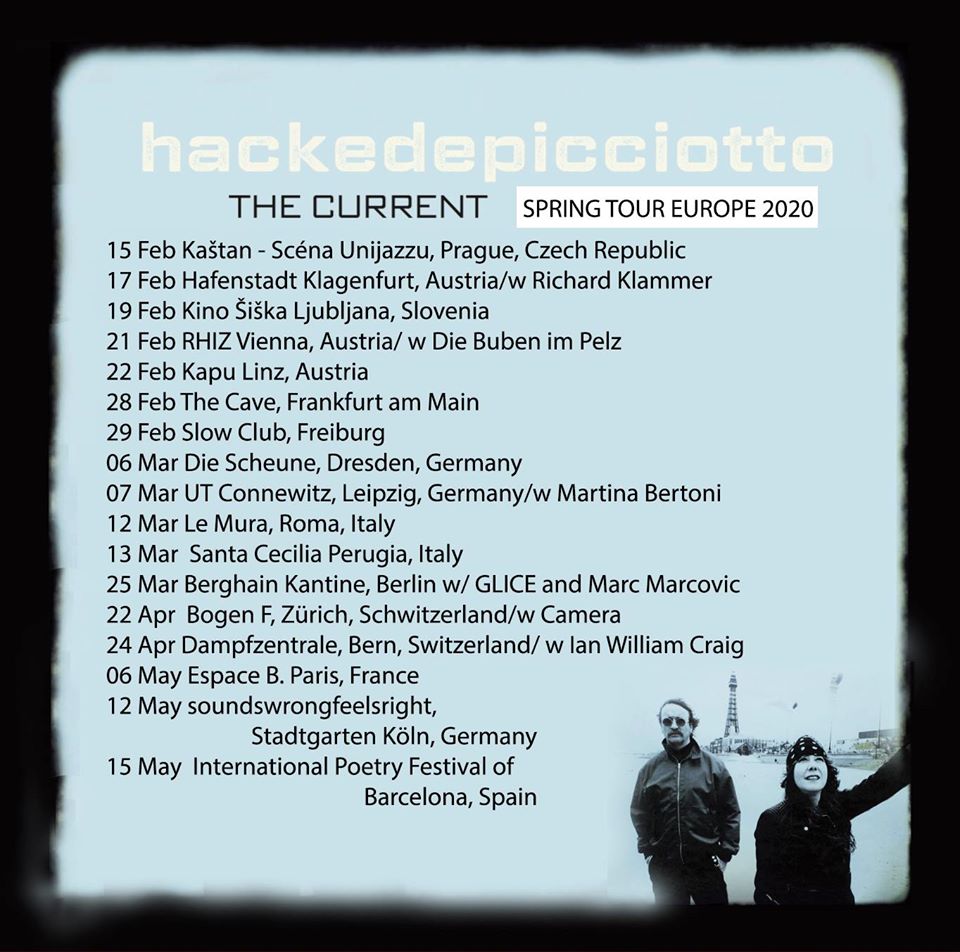 hackedepicciotto
THE CURRENT SPRING TOUR EUROPE 2020
15 Feb Kaštan - Scéna Unijazzu, Prague, Czech Republic
17 Feb Hafenstadt Klagenfurt, Austria/w Richard Klammer
19 Feb Kino Šiška Ljubljana, Slovenia
21 Feb RHIZ Vienna, Austria/ w Die Buben im Pelz
22 Feb Kapu Linz, Austria
28 Feb The Cave, Frankfurt am Main
29 Feb Slow Club, Freiburg
06 Mar Die Scheune, Dresden, Germany
07 Mar UT Connewitz, Leipzig, Germany/w Martina Bertoni
12 Mar Le Mura, Roma, Italy
13 Mar  Santa Cecilia Perugia, Italy
25 Mar Berghain Kantine, Berlin w/ GLICE and Marc Marcovic
22 Apr  Bogen F, Zürich, Schwitzerland/w Camera
24 Apr Dampfzentrale, Bern, Switzerland/ w Ian William Craig
06 May Espace B. Paris, France
12 May soundswrongfeelsright,
Stadtgarten Köln, Germany
15 May  International Poetry Festival of
Barcelona, Spain